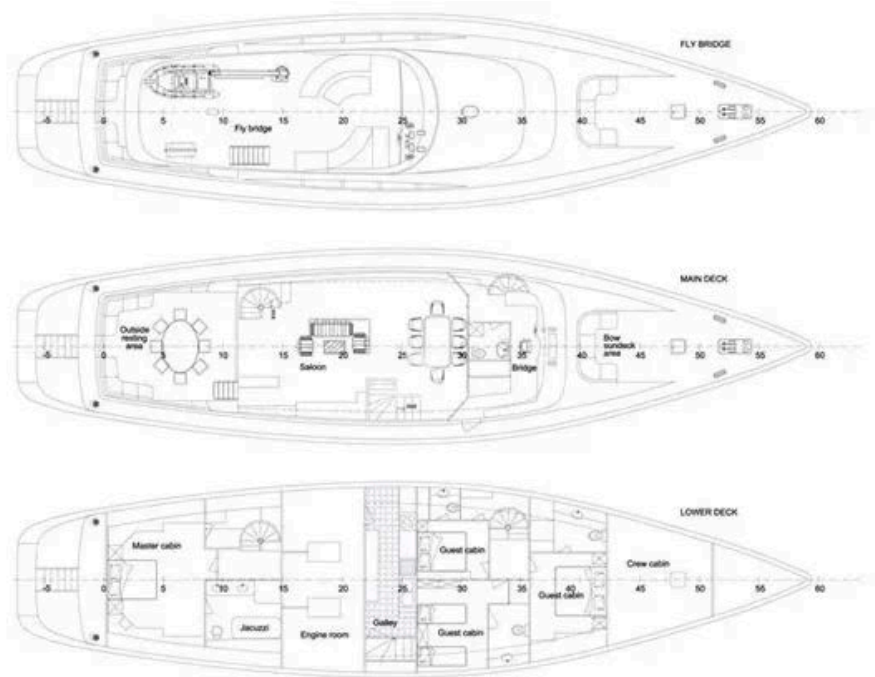 FLY BRIDGE
-5 0 5 10 15 20 25 30 35 40 45 50 55 60
Fly bridge
MAIN DECK
Outside
resting
area
-5 0 5 10 15 20 25 30 35 40 45 50 55 60
Bow
sundeck
area
Saloon
Bridge
LOWER DECK
Master cabin
Guest cabin
Crew cabin
-5 0 5 10 15 20 25 30 35 40 45 50 55 60
Guest cabin
Jacuzzi
Engine room
Galley
Guest cabin